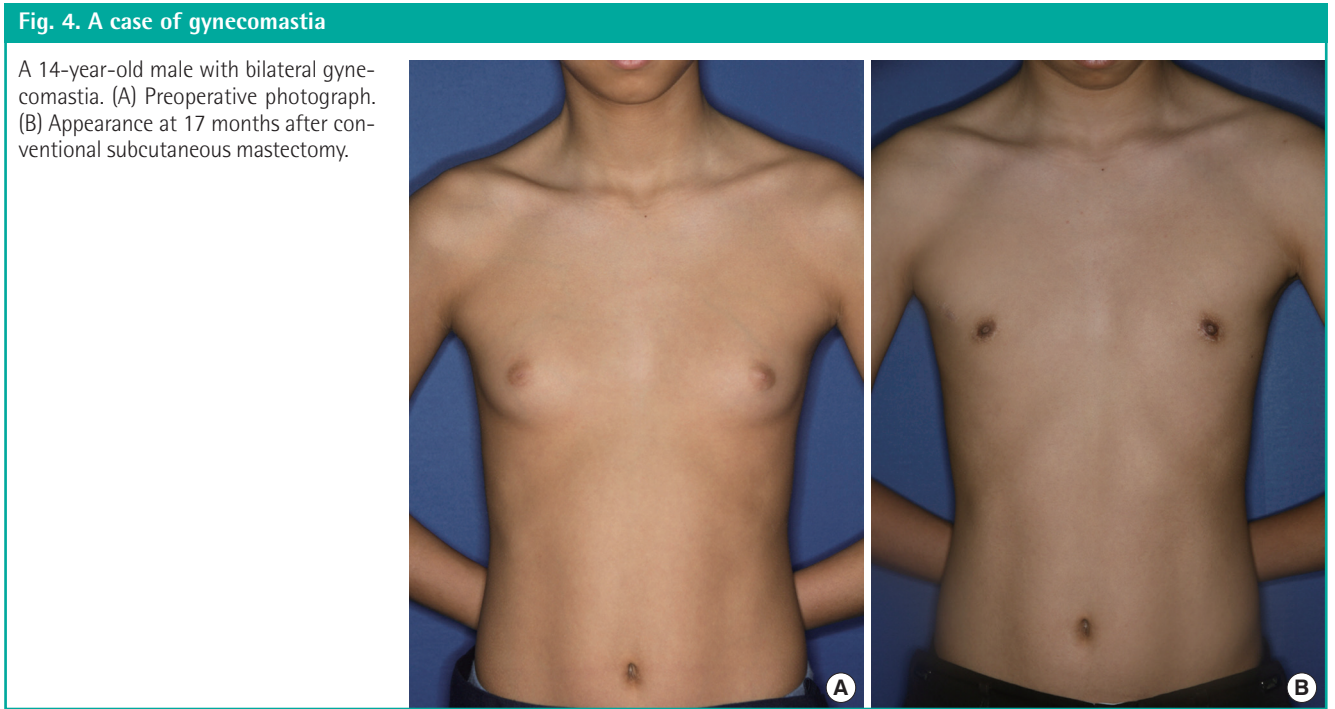 Fig. 4. A case of gynecomastia
A 14-year-old male with bilateral gyne-
comastia. (A) Preoperative photograph.
(B) Appearance at 17 months after con-
ventional subcutaneous mastectomy.
A
B